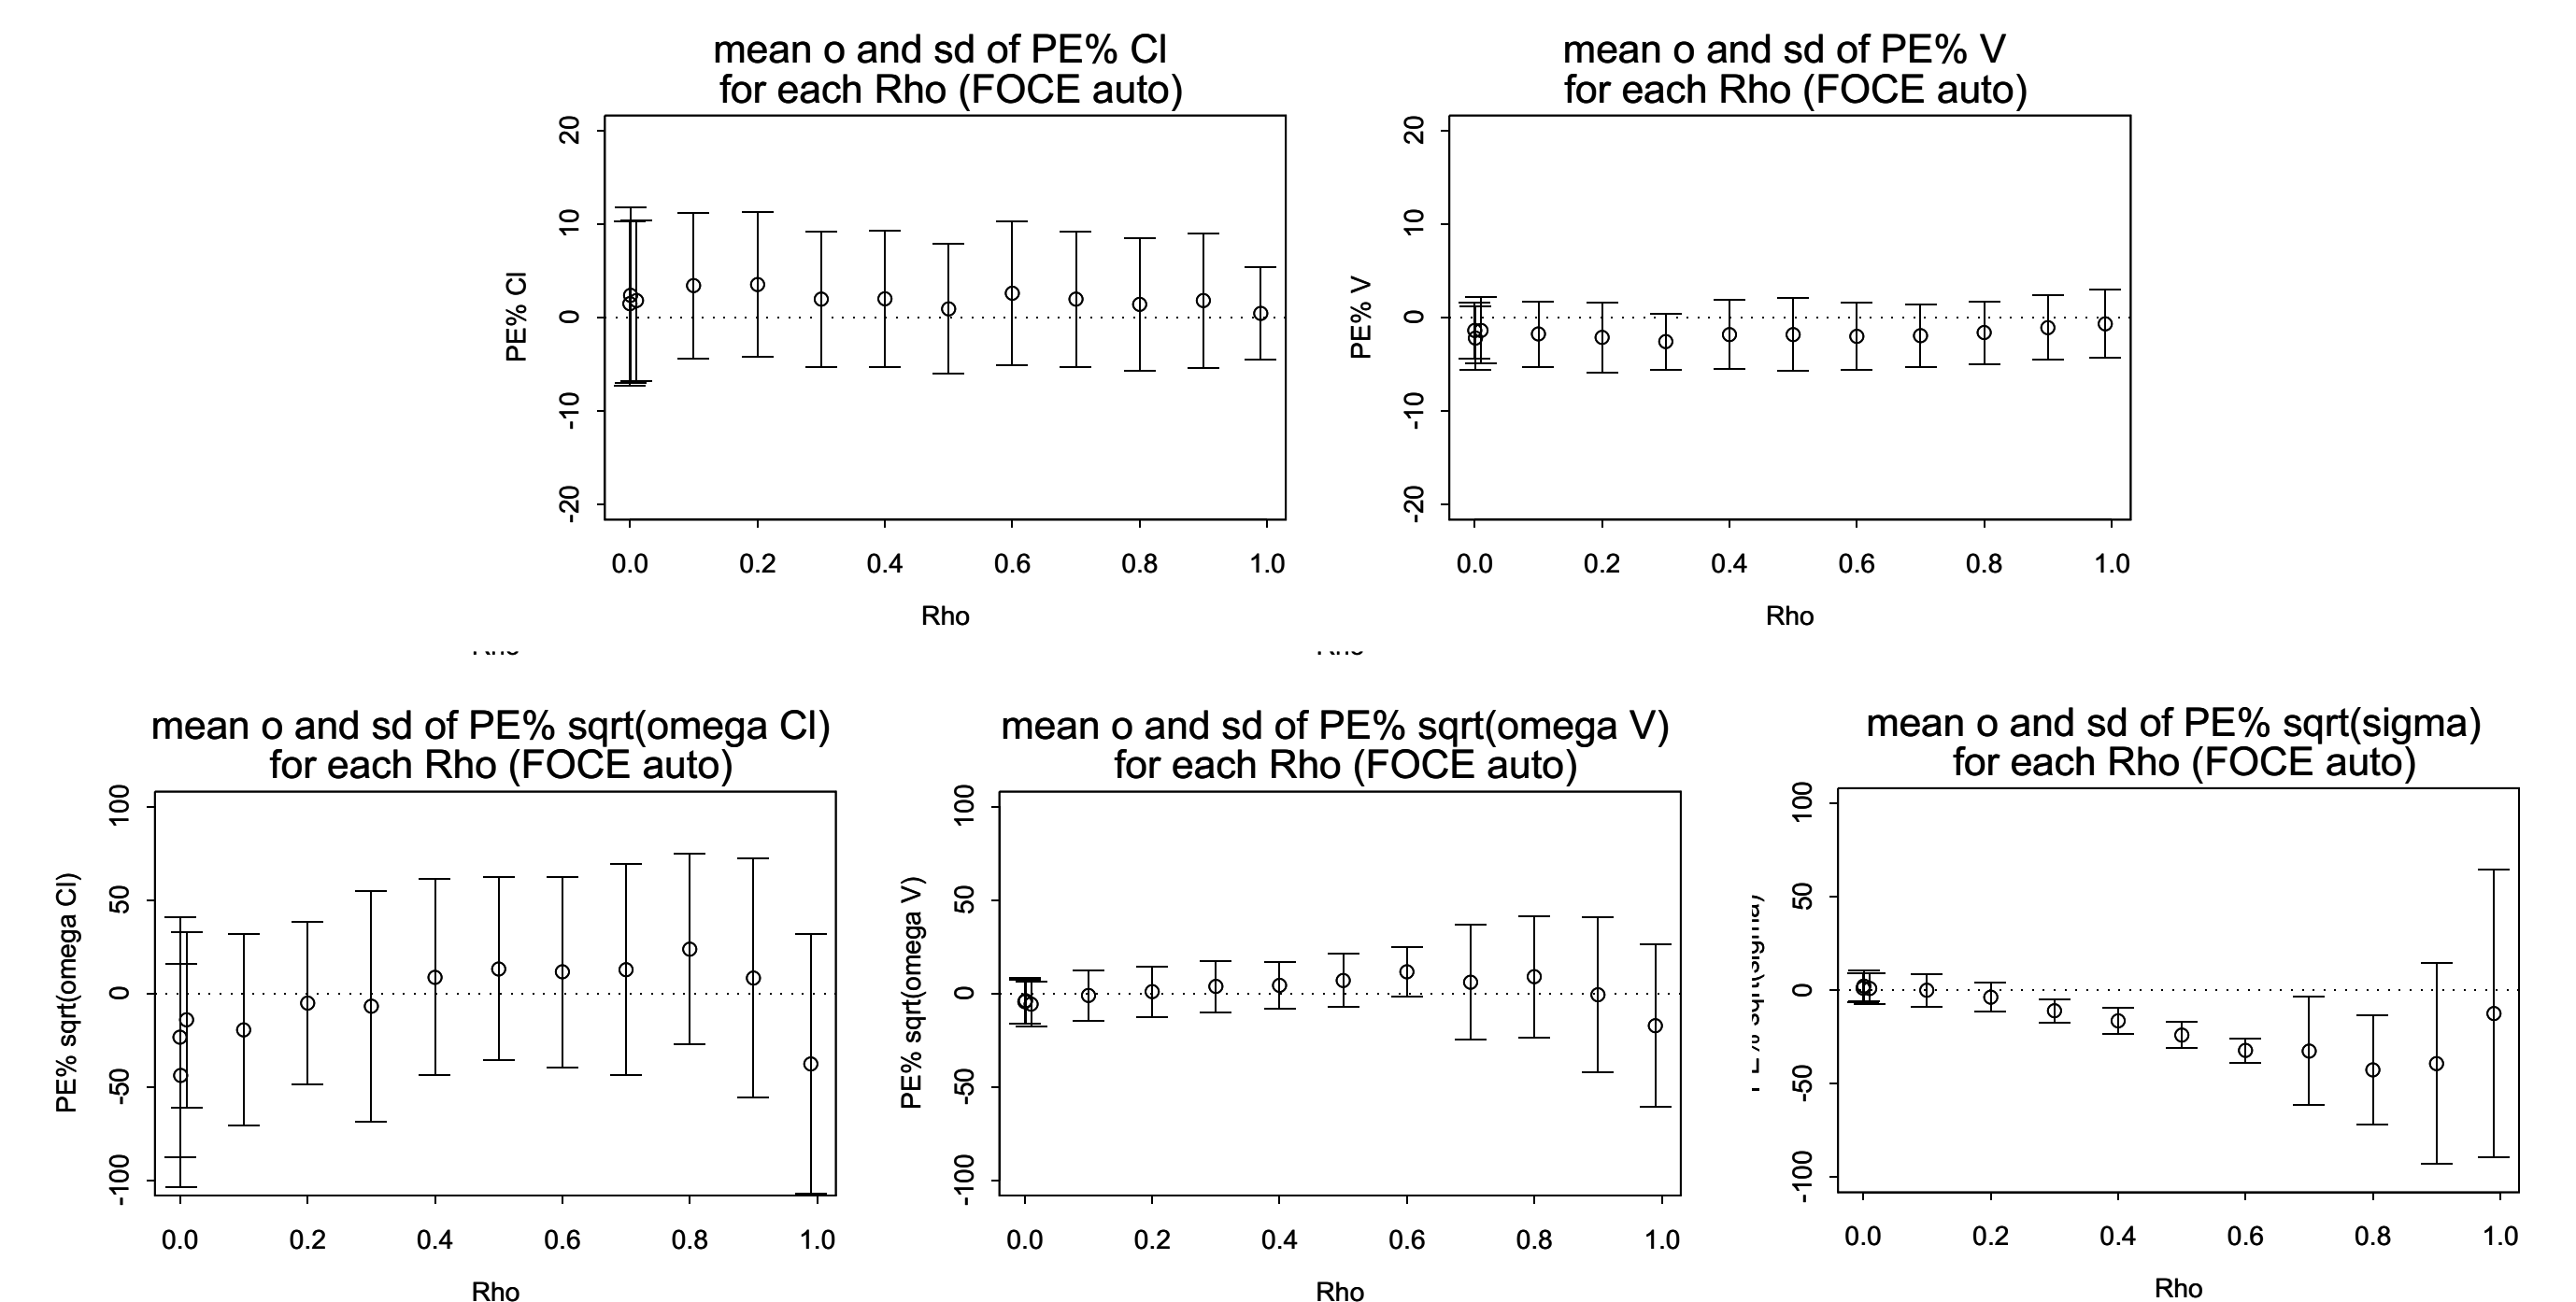 mean o and sd of PE% Cl
for each Rho (FOCE auto)
mean o and sd of PE% V
for each Rho (FOCE auto)
PE% Cl
20
10
0
-10
-20
0.0 0.2 0.4 0.6 0.8 1.0
Rho
PE% V
20
10
0
-10
-20
0.0 0.2 0.4 0.6 0.8 1.0
Rho
mean o and sd of PE% sqrt(omega Cl)
for each Rho (FOCE auto)
mean o and sd of PE% sqrt(omega V)
for each Rho (FOCE auto)
mean o and sd of PE% sqrt(sigma)
for each Rho (FOCE auto)
PE% sqrt(omega Cl)
100
50
0
-50
-100
0.0 0.2 0.4 0.6 0.8 1.0
Rho
PE% sqrt(omega V)
100
50
0
-50
-100
0.0 0.2 0.4 0.6 0.8 1.0
Rho
100
50
0
-50
-100
0.0 0.2 0.4 0.6 0.8 1.0
Rho